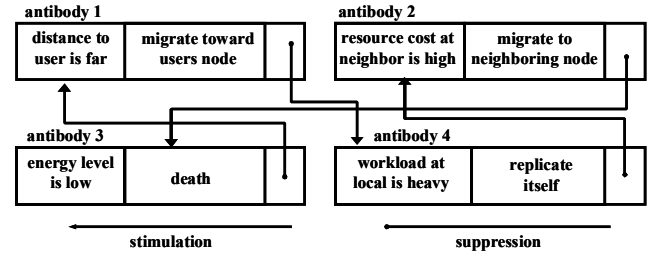 antibody 1
distance to
user is far
migrate toward
users node
antibody 2
resource cost at
neighbor is high
migrate to
neighboring node
antibody 3
energy level
is low
death
antibody 4
workload at
local is heavy
replicate
itself
stimulation
suppression